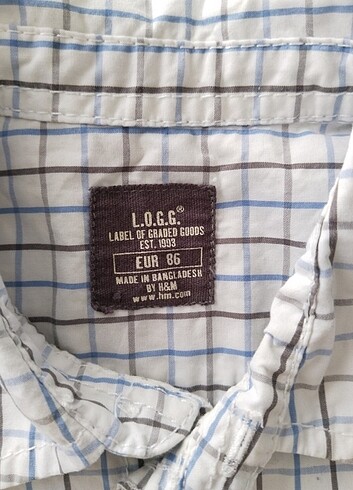 L.O.G.G.®
LABEL OF GRADED GOODS
EST. 1993
EUR 86
MADE IN BANGLADESH
BY H&M
www.hm.com